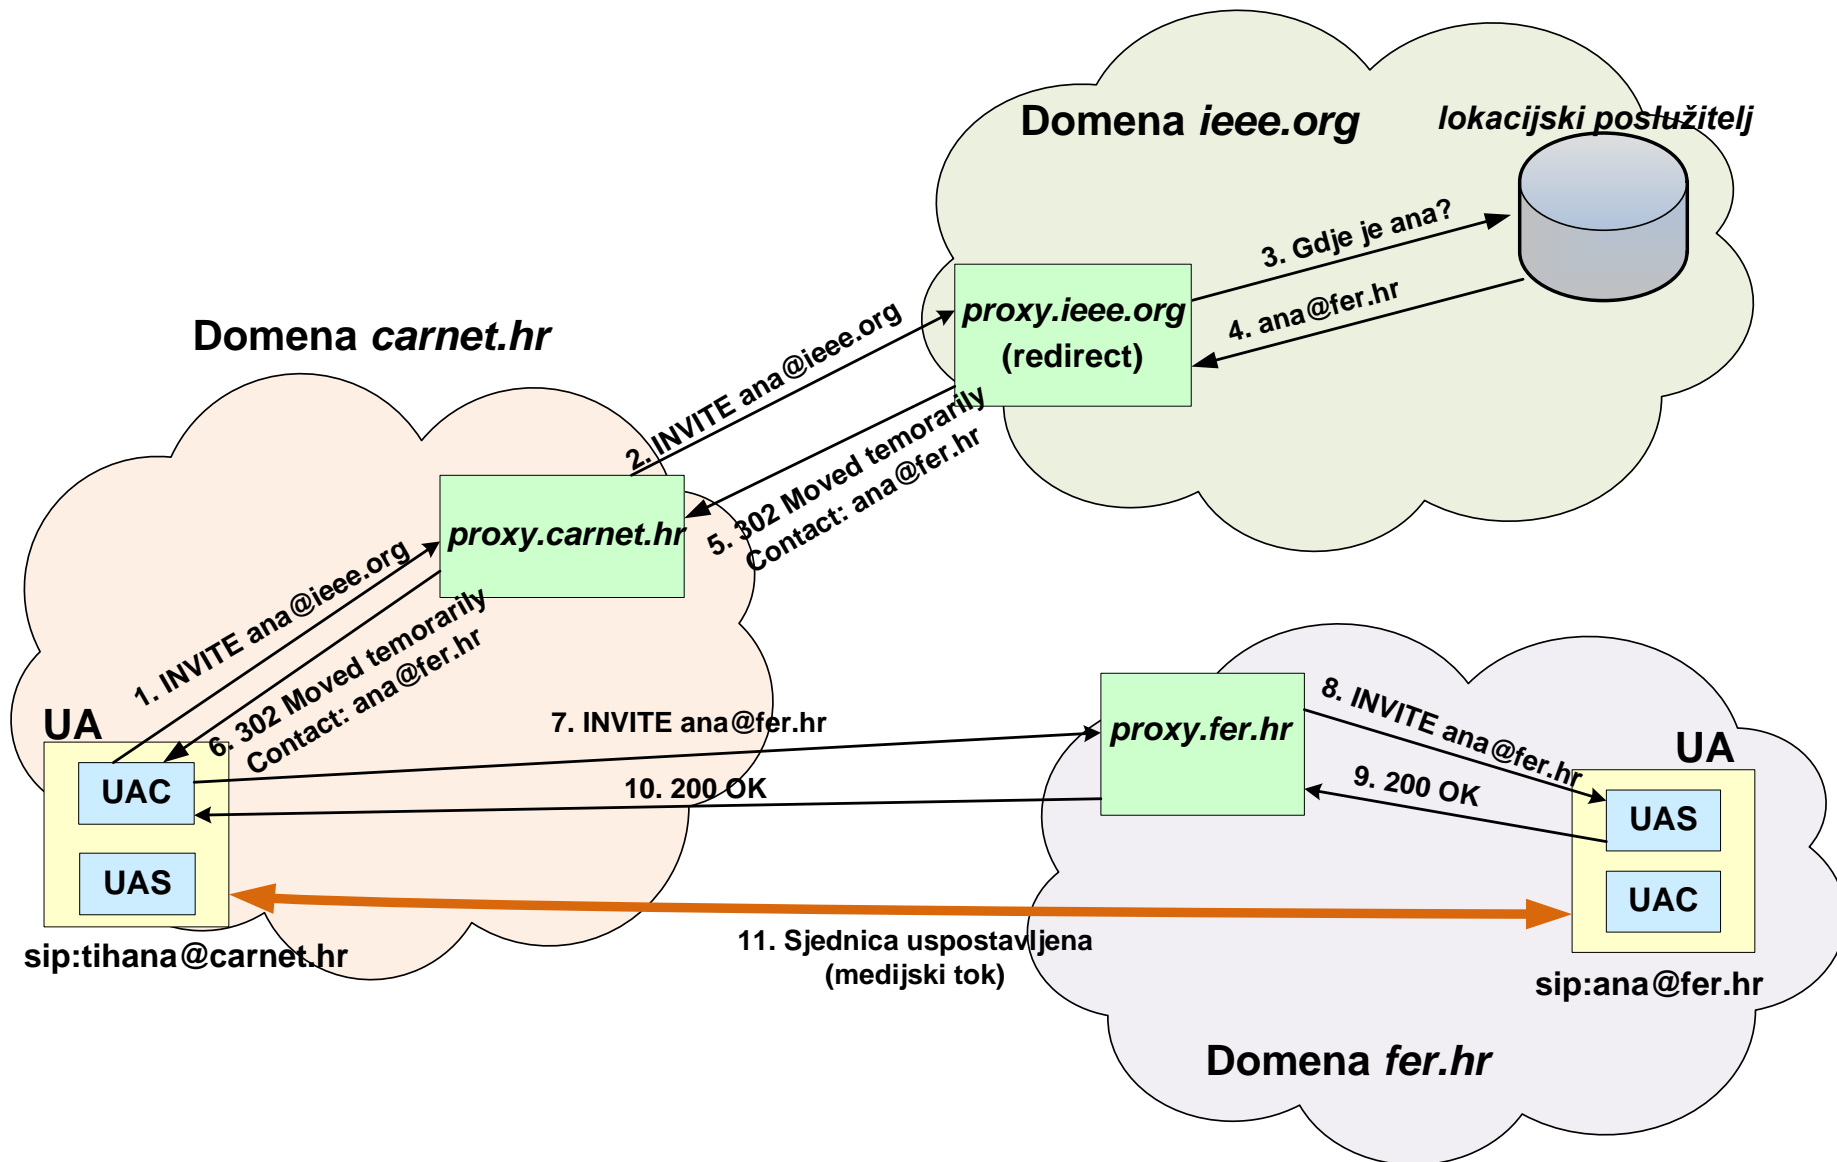 Domena ieee.org
lokacijski poslužitelj
3. Gdje je ana?
4. ana@fer.hr
proxy.ieee.org
(redirect)
Domena carnet.hr
2. INVITE ana@ieee.org
5. 302 Moved temorarily
Contact: ana@fer.hr
proxy.carnet.hr
1. INVITE ana@ieee.org
6. 302 Moved temorarily
Contact: ana@fer.hr
UA
UAC
UAS
sip:tihana@carnet.hr
7. INVITE ana@fer.hr
10. 200 OK
proxy.fer.hr
8. INVITE ana@fer.hr
9. 200 OK
UA
UAS
UAC
sip:ana@fer.hr
11. Sjednica uspostavljena
(medijski tok)
Domena fer.hr